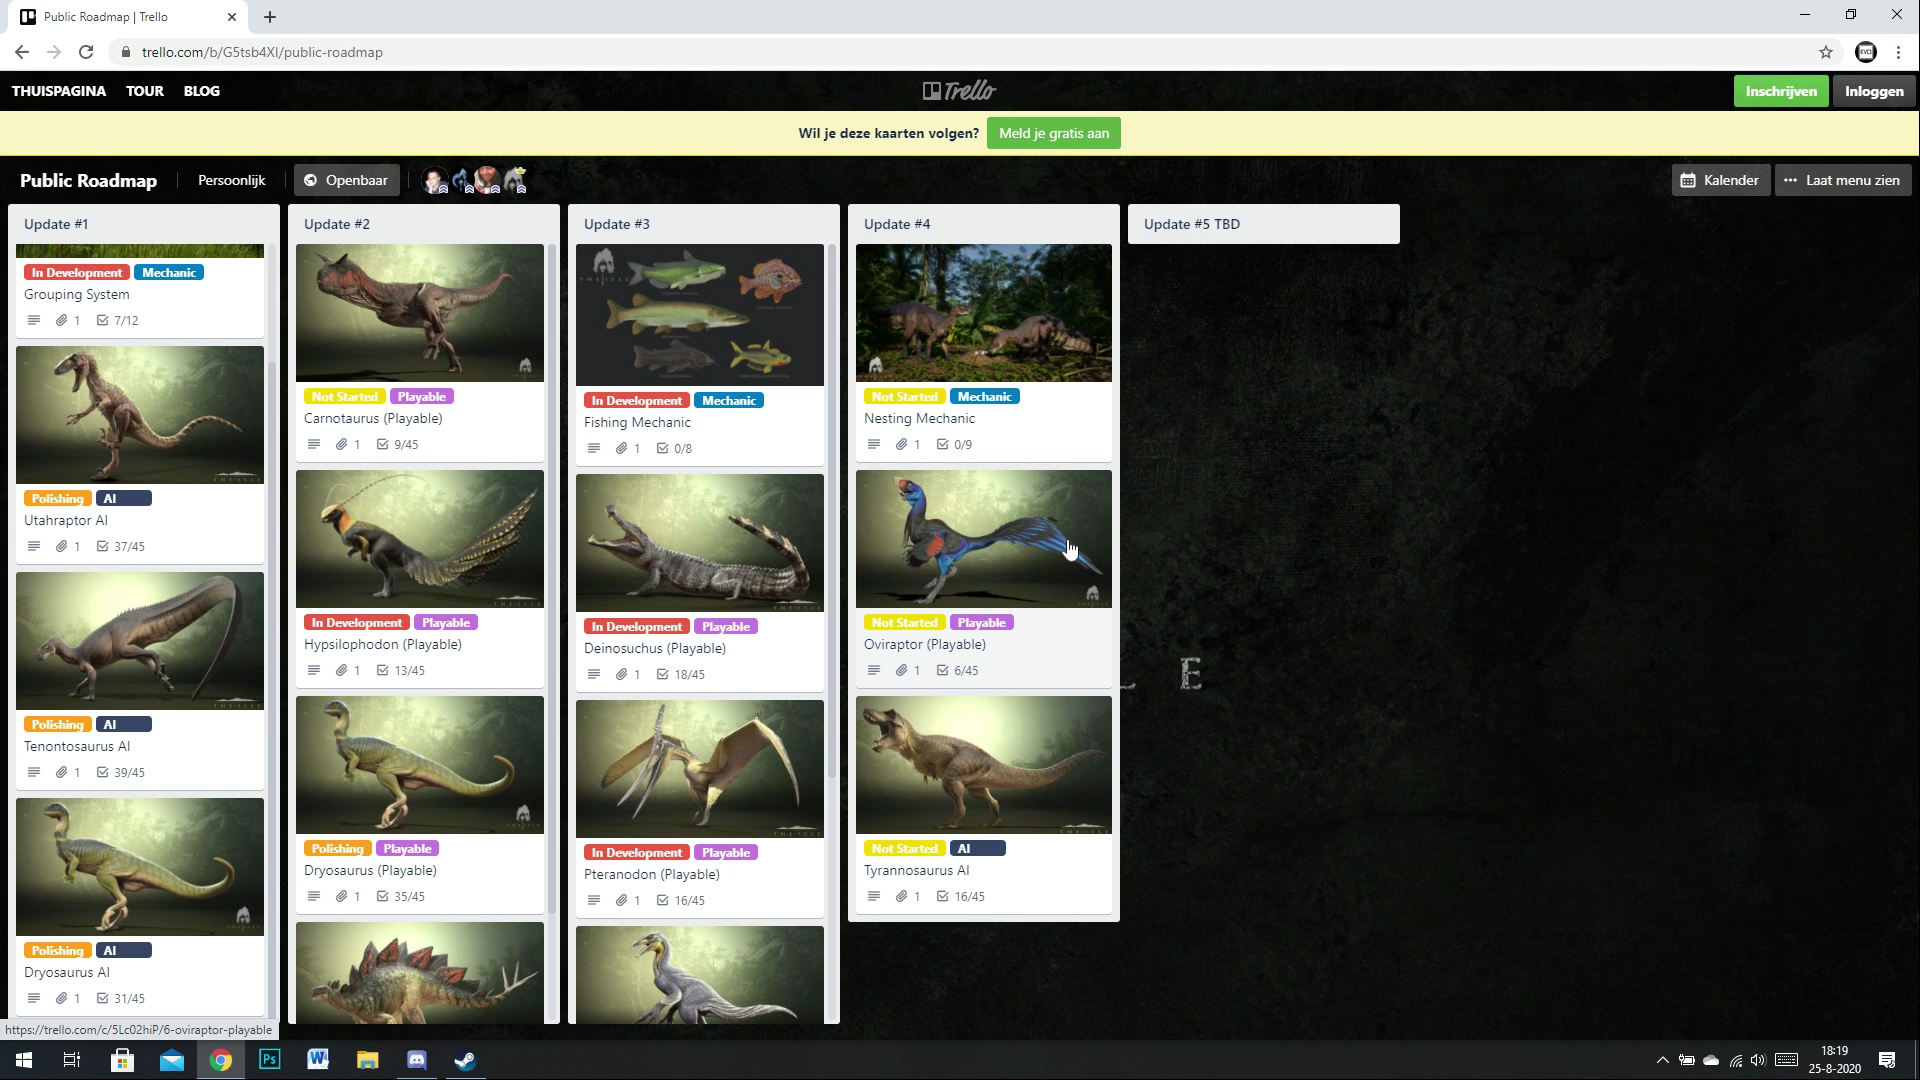 Public Roadmap | Trello
trello.com/b/G5tsb4XI/public-roadmap
THUISPAGINA TOUR BLOG
Trello
Inschrijven Inloggen
Wil je deze kaarten volgen? Meld je gratis aan
Public Roadmap Persoonlijk Openbaar
Kalender Laat menu zien
Update #1
In Development Mechanic
Grouping System
1 7/12
Polishing AI
Utahraptor AI
1 37/45
Polishing AI
Tenontosaurus AI
1 39/45
Polishing AI
Dryosaurus AI
1 31/45
Update #2
Not Started Playable
Carnotaurus (Playable)
1 9/45
In Development Playable
Hypsilophodon (Playable)
1 13/45
Polishing Playable
Dryosaurus (Playable)
1 35/45
Update #3
THE ISLE
In Development Mechanic
Fishing Mechanic
1 0/8
In Development Playable
Deinosuchus (Playable)
1 18/45
In Development Playable
Pteranodon (Playable)
1 16/45
Update #4
Not Started Mechanic
Nesting Mechanic
1 0/9
Not Started Playable
Oviraptor (Playable)
1 6/45
Not Started AI
Tyrannosaurus AI
1 16/45
Update #5 TBD
L E
https://trello.com/c/5Lc02hiP/6-oviraptor-playable
Ps
W
18:19
25-8-2020